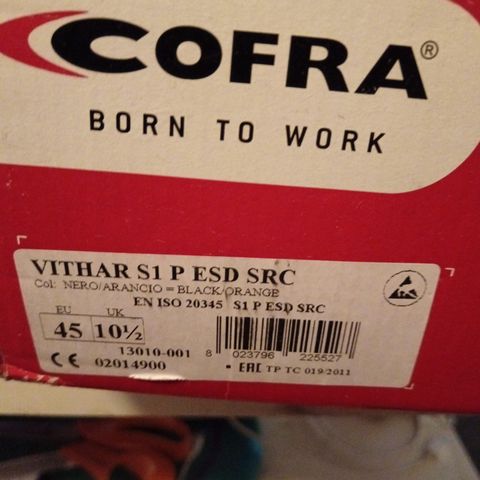 COFRA®
BORN TO WORK
VITHAR S1 P ESD SRC
Col: NERO/ARANCIO = BLACK/ORANGE
EN ISO 20345 S1 P ESD SRC
EU UK
45 10½
13010-001
8 023796 225527
CE 02014900
• EAC TP TC 019/2011